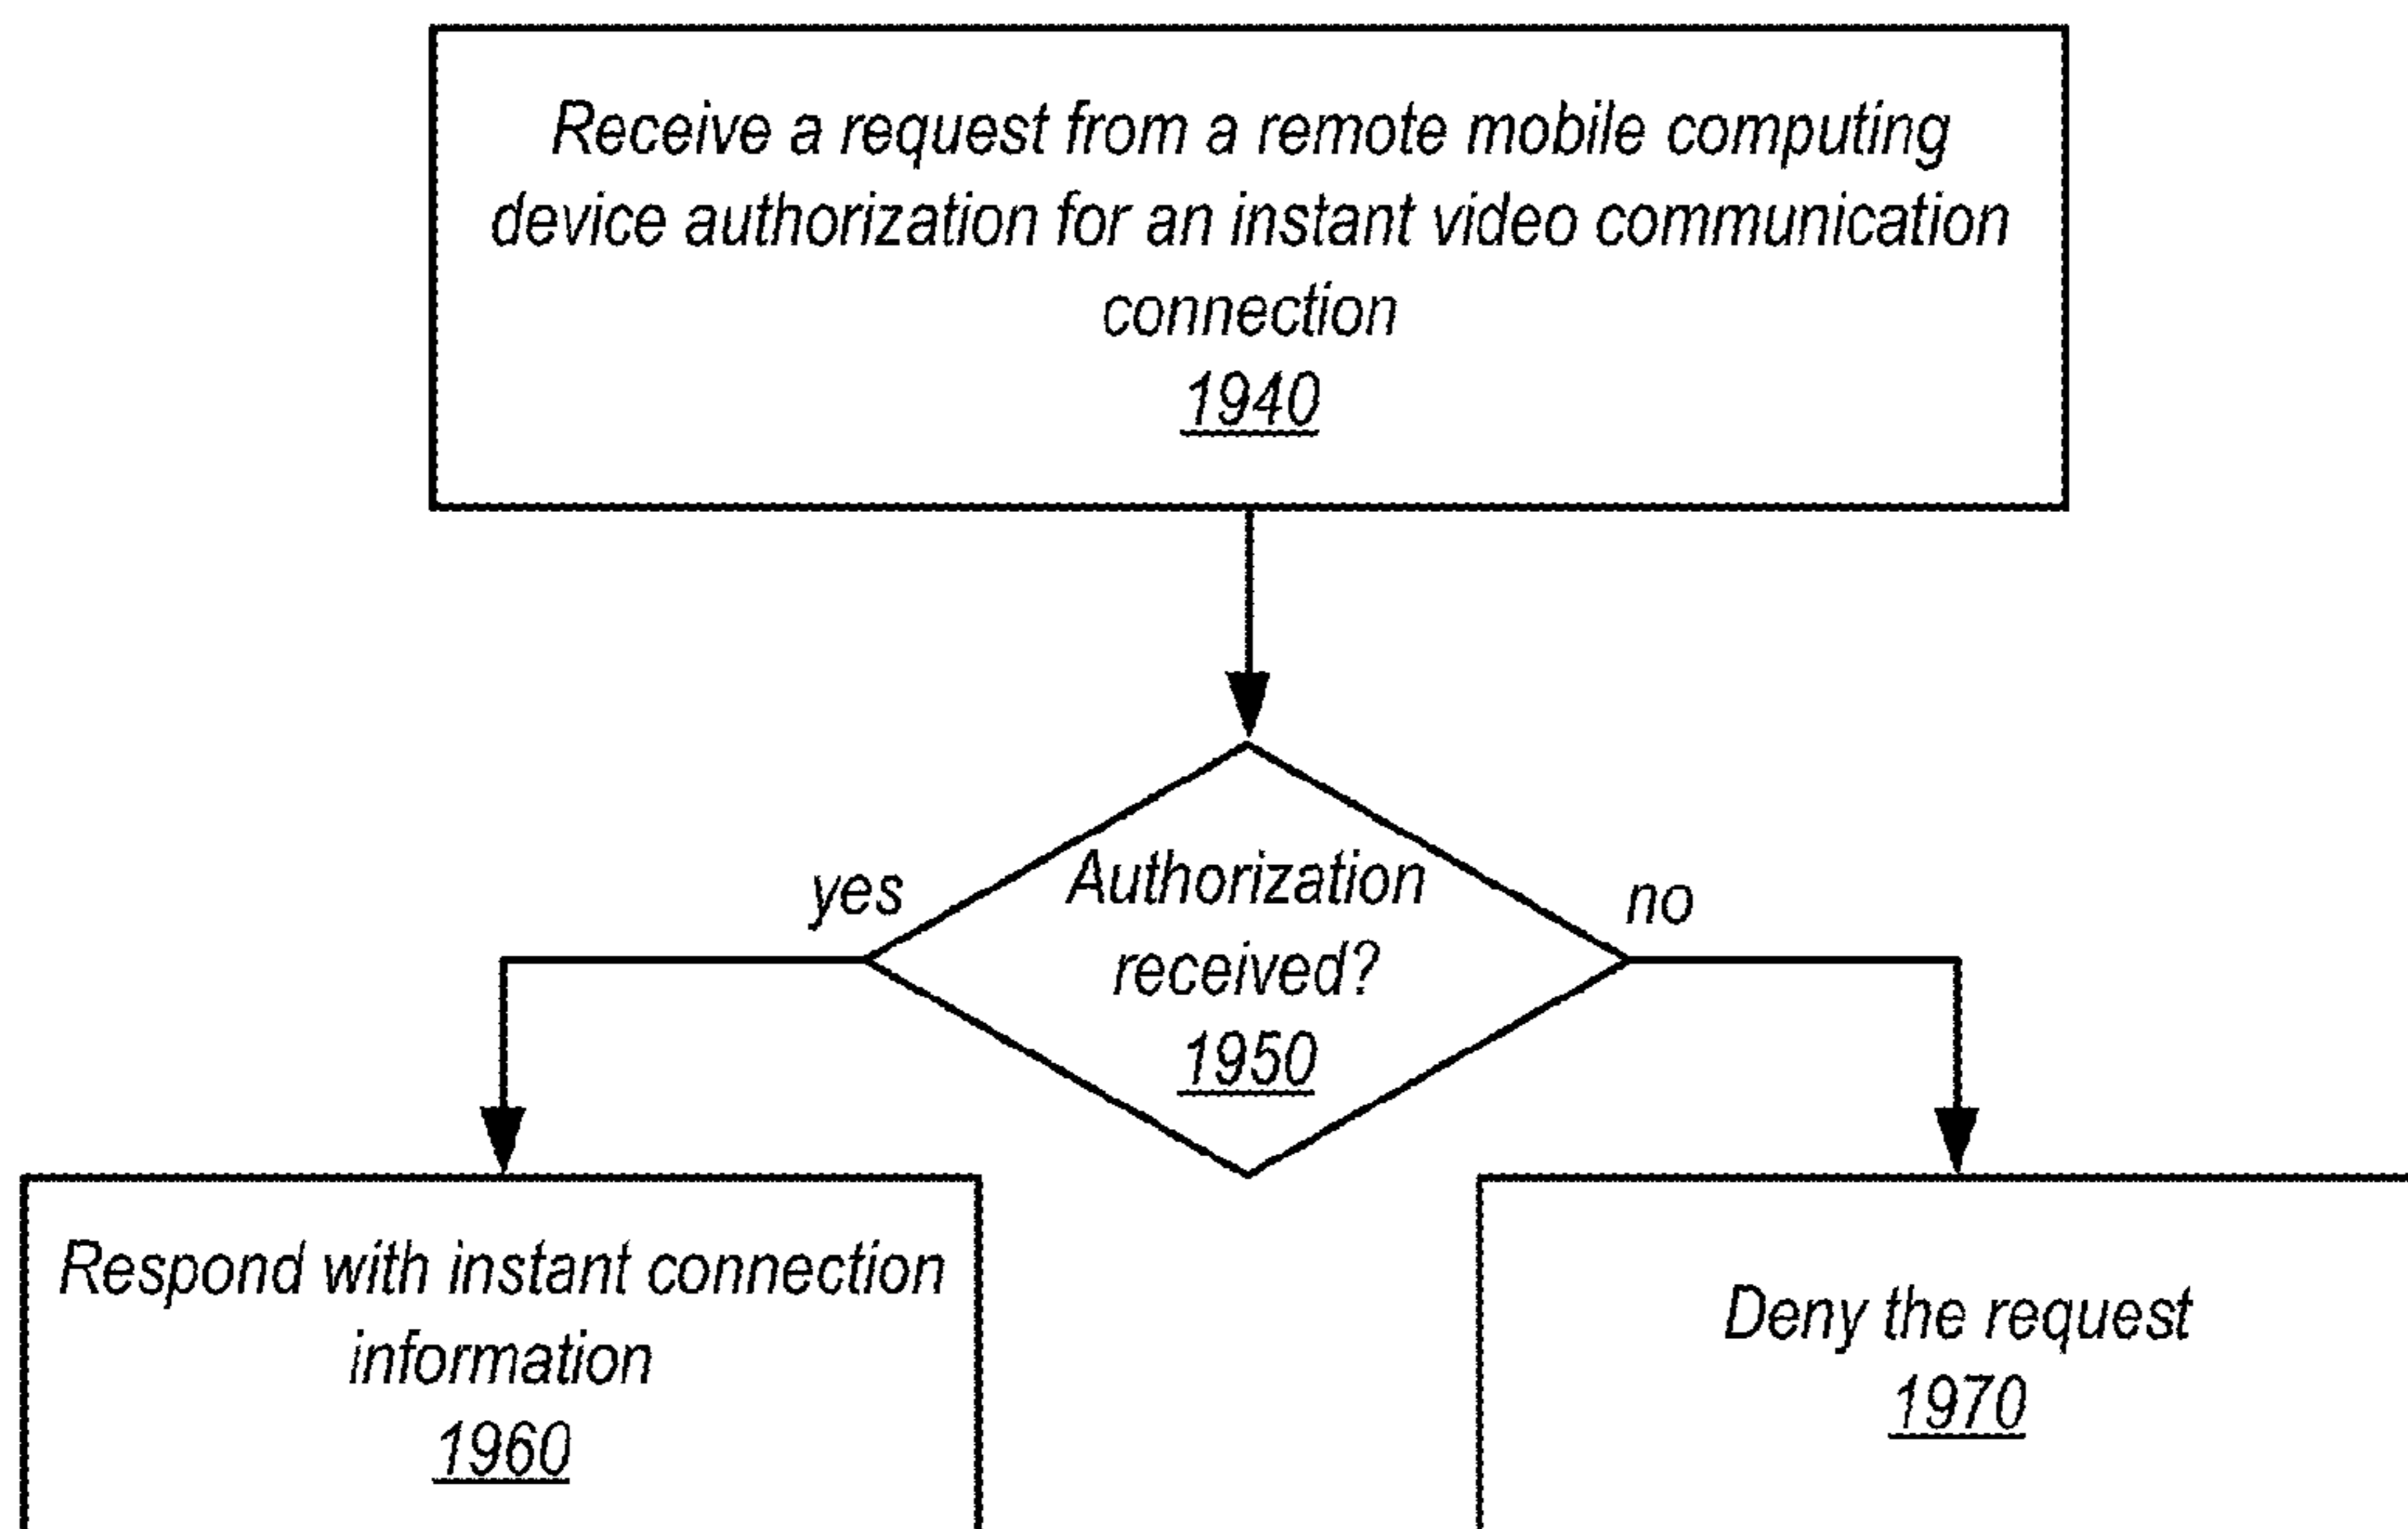 Receive a request from a remote mobile computing
device authorization for an instant video communication
connection
1940
Authorization
received?
1950
yes
no
Respond with instant connection
information
1960
Deny the request
1970